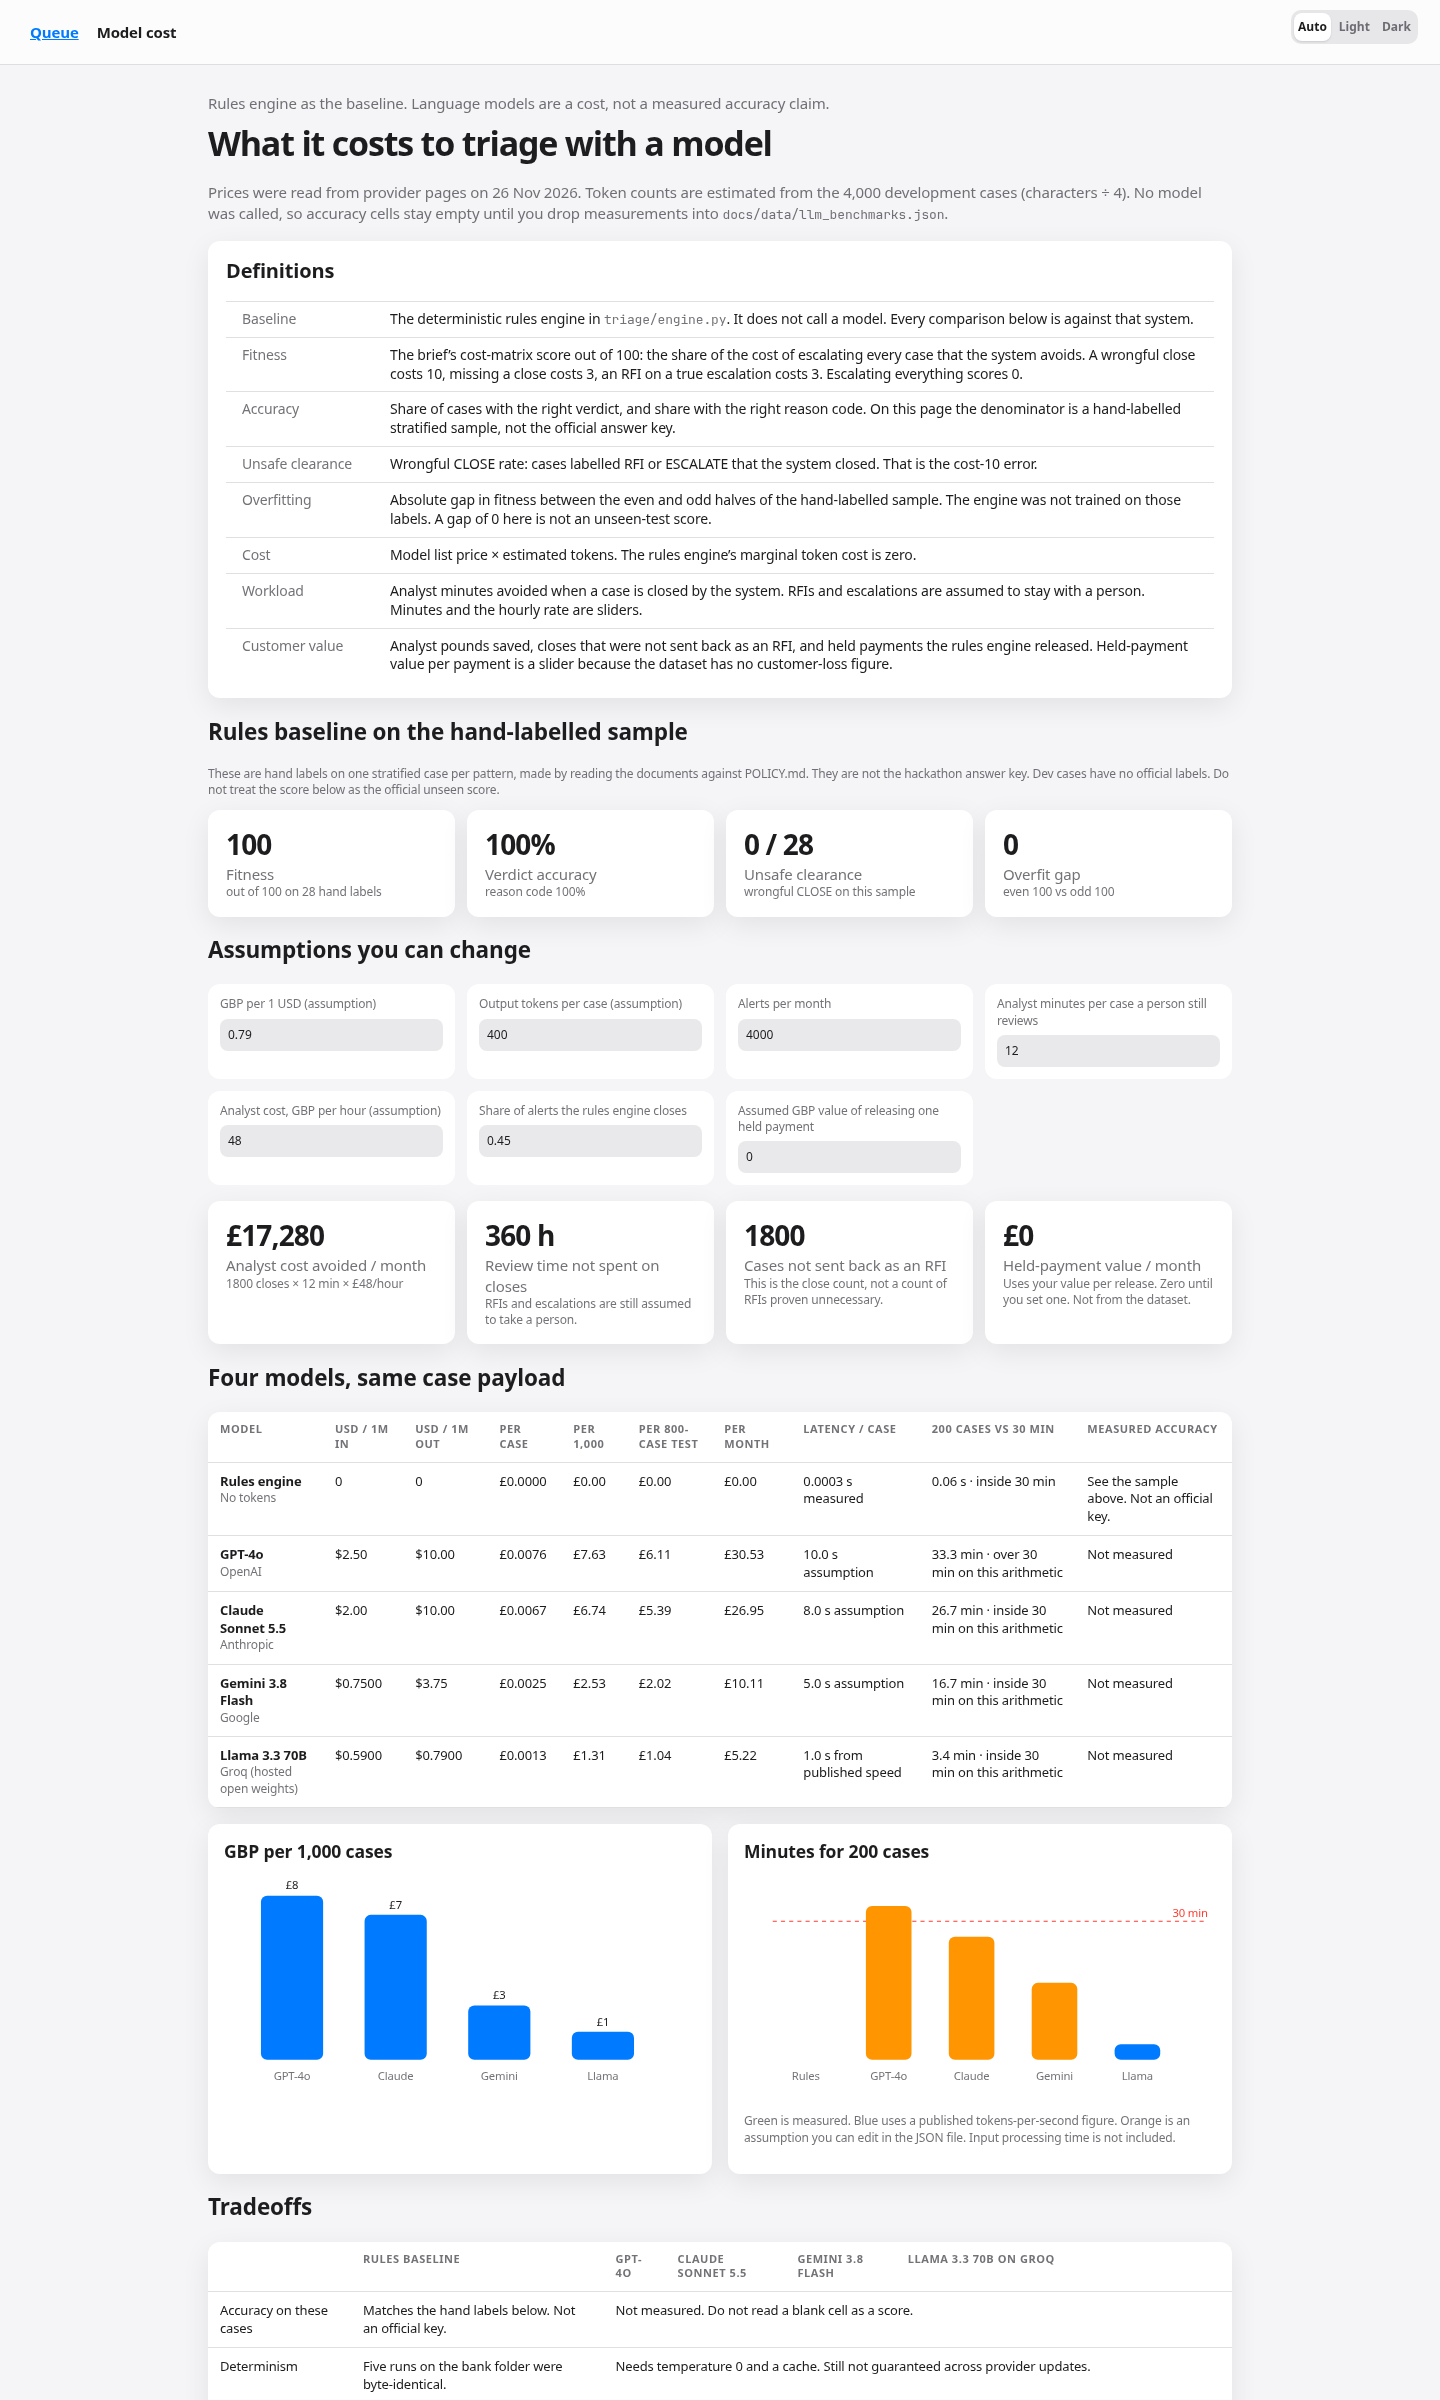 Queue Model cost Auto Light Dark
Rules engine as the baseline. Language models are a cost, not a measured accuracy claim.
What it costs to triage with a model
Prices were read from provider pages on 26 Nov 2026. Token counts are estimated from the 4,000 development cases (characters ÷ 4). No model
was called, so accuracy cells stay empty until you drop measurements into docs/data/llm_benchmarks.json.
Definitions
Baseline The deterministic rules engine in triage/engine.py. It does not call a model. Every comparison below is against that system.
Fitness The brief’s cost-matrix score out of 100: the share of the cost of escalating every case that the system avoids. A wrongful close
costs 10, missing a close costs 3, an RFI on a true escalation costs 3. Escalating everything scores 0.
Accuracy Share of cases with the right verdict, and share with the right reason code. On this page the denominator is a hand-labelled
stratified sample, not the official answer key.
Unsafe clearance Wrongful CLOSE rate: cases labelled RFI or ESCALATE that the system closed. That is the cost-10 error.
Overfitting Absolute gap in fitness between the even and odd halves of the hand-labelled sample. The engine was not trained on those
labels. A gap of 0 here is not an unseen-test score.
Cost Model list price × estimated tokens. The rules engine’s marginal token cost is zero.
Workload Analyst minutes avoided when a case is closed by the system. RFIs and escalations are assumed to stay with a person.
Minutes and the hourly rate are sliders.
Customer value Analyst pounds saved, closes that were not sent back as an RFI, and held payments the rules engine released. Held-payment
value per payment is a slider because the dataset has no customer-loss figure.
Rules baseline on the hand-labelled sample
These are hand labels on one stratified case per pattern, made by reading the documents against POLICY.md. They are not the hackathon answer key. Dev cases have no official labels. Do
not treat the score below as the official unseen score.
100
Fitness
out of 100 on 28 hand labels
100%
Verdict accuracy
reason code 100%
0 / 28
Unsafe clearance
wrongful CLOSE on this sample
0
Overfit gap
even 100 vs odd 100
Assumptions you can change
GBP per 1 USD (assumption)
0.79
Output tokens per case (assumption)
400
Alerts per month
4000
Analyst minutes per case a person still
reviews
12
Analyst cost, GBP per hour (assumption)
48
Share of alerts the rules engine closes
0.45
Assumed GBP value of releasing one
held payment
0
£17,280
Analyst cost avoided / month
1800 closes × 12 min × £48/hour
360 h
Review time not spent on
closes
RFIs and escalations are still assumed
to take a person.
1800
Cases not sent back as an RFI
This is the close count, not a count of
RFIs proven unnecessary.
£0
Held-payment value / month
Uses your value per release. Zero until
you set one. Not from the dataset.
Four models, same case payload
MODEL USD / 1M USD / 1M PER PER PER 800- PER LATENCY / CASE 200 CASES VS 30 MIN MEASURED ACCURACY
IN OUT CASE 1,000 CASE TEST MONTH
Rules engine 0 0 £0.0000 £0.00 £0.00 £0.00 0.0003 s 0.06 s · inside 30 min See the sample
No tokens measured above. Not an official
key.
GPT-4o $2.50 $10.00 £0.0076 £7.63 £6.11 £30.53 10.0 s 33.3 min · over 30 Not measured
OpenAI assumption min on this arithmetic
Claude $2.00 $10.00 £0.0067 £6.74 £5.39 £26.95 8.0 s assumption 26.7 min · inside 30 Not measured
Sonnet 5.5 min on this arithmetic
Anthropic
Gemini 3.8 $0.7500 $3.75 £0.0025 £2.53 £2.02 £10.11 5.0 s assumption 16.7 min · inside 30 Not measured
Flash min on this arithmetic
Google
Llama 3.3 70B $0.5900 $0.7900 £0.0013 £1.31 £1.04 £5.22 1.0 s from 3.4 min · inside 30 Not measured
Groq (hosted published speed min on this arithmetic
open weights)
GBP per 1,000 cases
£8
£7
£3
£1
GPT-4o Claude Gemini Llama
Minutes for 200 cases
30 min
Rules GPT-4o Claude Gemini Llama
Green is measured. Blue uses a published tokens-per-second figure. Orange is an
assumption you can edit in the JSON file. Input processing time is not included.
Tradeoffs
RULES BASELINE GPT- CLAUDE GEMINI 3.8 LLAMA 3.3 70B ON GROQ
4O SONNET 5.5 FLASH
Accuracy on these Matches the hand labels below. Not Not measured. Do not read a blank cell as a score.
cases an official key.
Determinism Five runs on the bank folder were Needs temperature 0 and a cache. Still not guaranteed across provider updates.
byte-identical.